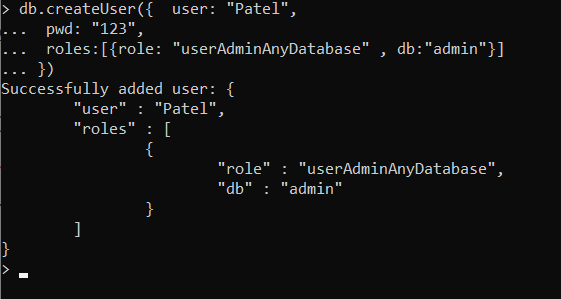 > db.createUser({  user: "Patel",
...  pwd: "123",
...  roles:[{role: "userAdminAnyDatabase" , db:"admin"}]
... })
Successfully added user: {
        "user" : "Patel",
        "roles" : [
                {
                        "role" : "userAdminAnyDatabase",
                        "db" : "admin"
                }
        ]
}
>